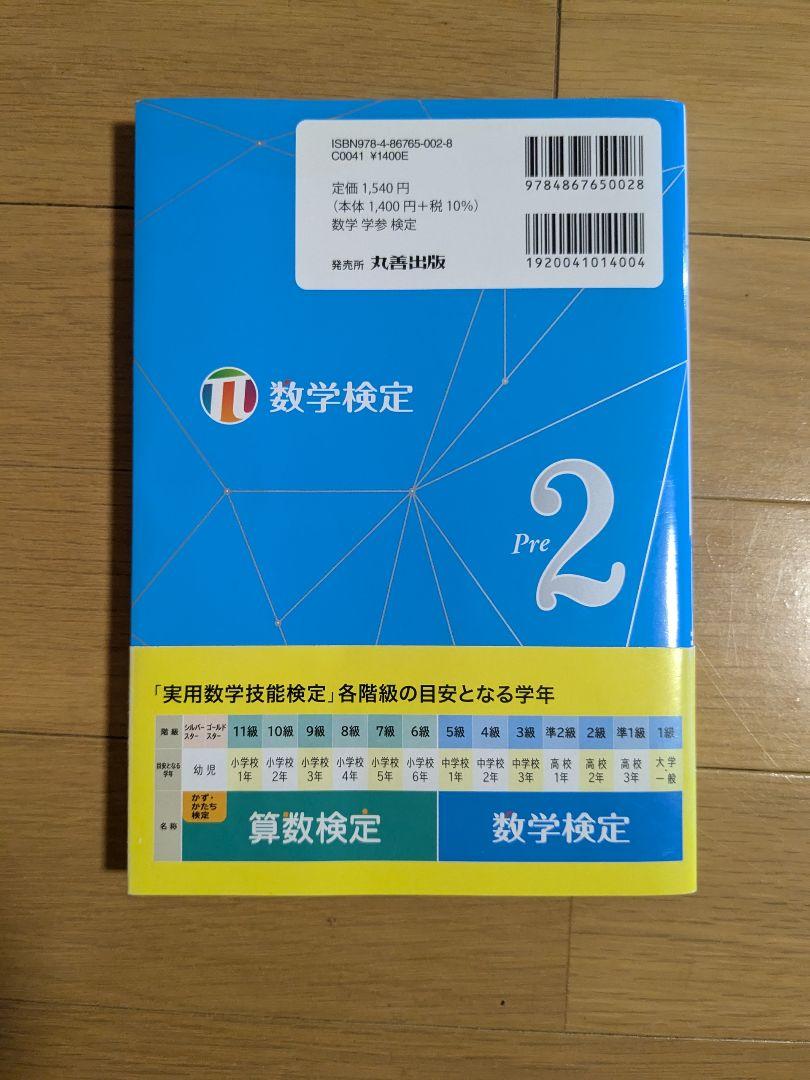 ISBN978-4-86765-002-8
C0041 ¥1400E
定価 1,540 円
（本体 1,400 円＋税 10%）
数学 学参 検定
発売所 丸善出版
9784867650028
1920041014004
数学検定
Pre 2
「実用数学技能検定」各階級の目安となる学年
階級 シルバースター ゴールドスター 11級 10級 9級 8級 7級 6級 5級 4級 3級 準2級 2級 準1級 1級
目安となる学年 幼児 小学校1年 小学校2年 小学校3年 小学校4年 小学校5年 小学校6年 中学校1年 中学校2年 中学校3年 高校1年 高校2年 高校3年 大学・一般
名称 かず・かたち検定 算数検定 数学検定